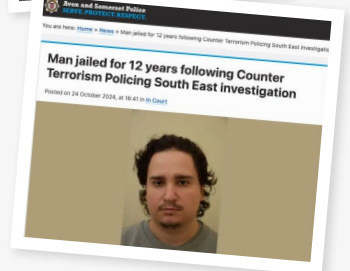 Avon and Somerset Police
SERVE. PROTECT. RESPECT.
You are here: Home » News » Man jailed for 12 years following Counter Terrorism Policing South East investigatio
Man jailed for 12 years following Counter
Terrorism Policing South East investigation
Posted on 24 October 2024, at 16:41 in In Court